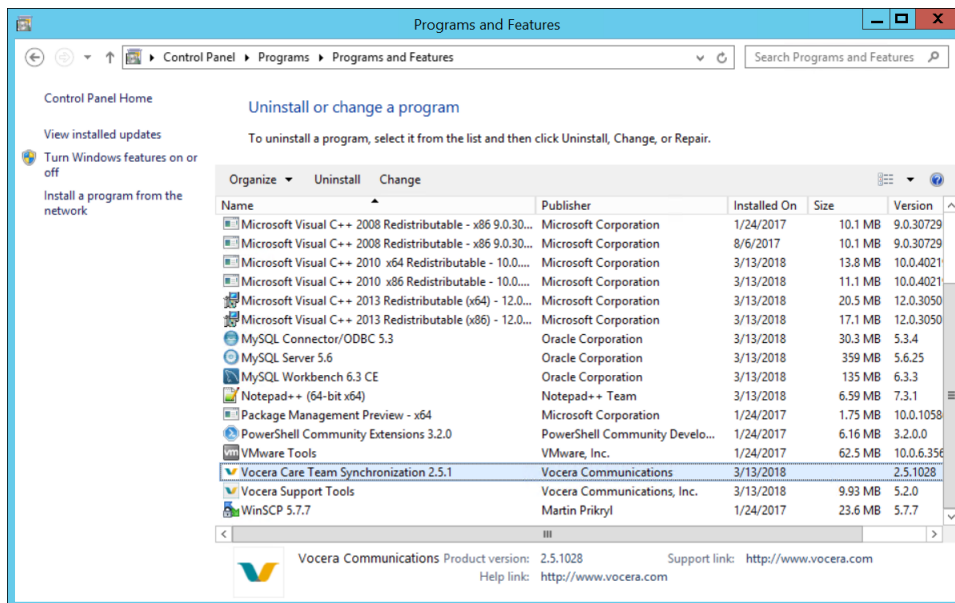 Programs and Features
Control Panel Programs Programs and Features Search Programs and Features
Control Panel Home
View installed updates
Turn Windows features on or
off
Install a program from the
network
Uninstall or change a program
To uninstall a program, select it from the list and then click Uninstall, Change, or Repair.
Organize Uninstall Change
Name Publisher Installed On Size Version
Microsoft Visual C++ 2008 Redistributable - x86 9.0.30... Microsoft Corporation 1/24/2017 10.1 MB 9.0.30729
Microsoft Visual C++ 2008 Redistributable - x86 9.0.30... Microsoft Corporation 8/6/2017 10.1 MB 9.0.30729
Microsoft Visual C++ 2010 x64 Redistributable - 10.0.... Microsoft Corporation 3/13/2018 13.8 MB 10.0.4021
Microsoft Visual C++ 2010 x86 Redistributable - 10.0.... Microsoft Corporation 3/13/2018 11.1 MB 10.0.4021
Microsoft Visual C++ 2013 Redistributable (x64) - 12.0... Microsoft Corporation 3/13/2018 20.5 MB 12.0.3050
Microsoft Visual C++ 2013 Redistributable (x86) - 12.0... Microsoft Corporation 3/13/2018 17.1 MB 12.0.3050
MySQL Connector/ODBC 5.3 Oracle Corporation 3/13/2018 30.3 MB 5.3.4
MySQL Server 5.6 Oracle Corporation 3/13/2018 359 MB 5.6.25
MySQL Workbench 6.3 CE Oracle Corporation 3/13/2018 135 MB 6.3.3
Notepad++ (64-bit x64) Notepad++ Team 3/13/2018 6.59 MB 7.3.1
Package Management Preview - x64 Microsoft Corporation 1/24/2017 1.75 MB 10.0.1058
PowerShell Community Extensions 3.2.0 PowerShell Community Develo... 1/24/2017 6.16 MB 3.2.0.0
vm VMware Tools VMware, Inc. 1/24/2017 62.5 MB 10.0.6.356
Vocera Care Team Synchronization 2.5.1 Vocera Communications 3/13/2018 2.5.1028
Vocera Support Tools Vocera Communications, Inc. 3/13/2018 9.93 MB 5.2.0
WinSCP 5.7.7 Martin Prikryl 1/24/2017 23.6 MB 5.7.7
Vocera Communications Product version: 2.5.1028 Support link: http://www.vocera.com
Help link: http://www.vocera.com